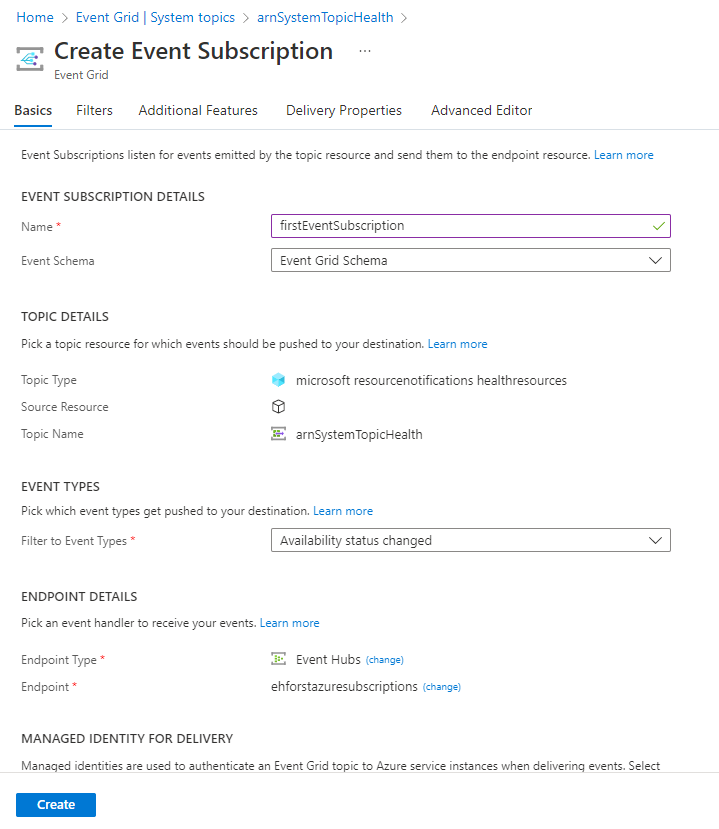 Home > Event Grid | System topics > arnSystemTopicHealth >
Create Event Subscription ...
Event Grid
Basics Filters Additional Features Delivery Properties Advanced Editor
Event Subscriptions listen for events emitted by the topic resource and send them to the endpoint resource. Learn more
EVENT SUBSCRIPTION DETAILS
Name * firstEventSubscription
Event Schema Event Grid Schema
TOPIC DETAILS
Pick a topic resource for which events should be pushed to your destination. Learn more
Topic Type microsoft resourcenotifications healthresources
Source Resource
Topic Name arnSystemTopicHealth
EVENT TYPES
Pick which event types get pushed to your destination. Learn more
Filter to Event Types * Availability status changed
ENDPOINT DETAILS
Pick an event handler to receive your events. Learn more
Endpoint Type * Event Hubs (change)
Endpoint * ehforstazuresubscriptions (change)
MANAGED IDENTITY FOR DELIVERY
Managed identities are used to authenticate an Event Grid topic to Azure service instances when delivering events. Select
Create